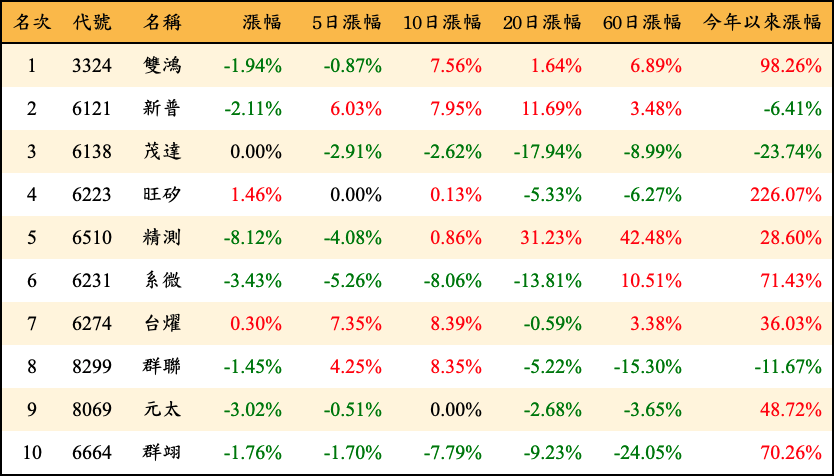 名次 代號 名稱 漲幅 5日漲幅 10日漲幅 20日漲幅 60日漲幅 今年以來漲幅
1 3324 雙鴻 -1.94% -0.87% 7.56% 1.64% 6.89% 98.26%
2 6121 新普 -2.11% 6.03% 7.95% 11.69% 3.48% -6.41%
3 6138 茂達 0.00% -2.91% -2.62% -17.94% -8.99% -23.74%
4 6223 旺矽 1.46% 0.00% 0.13% -5.33% -6.27% 226.07%
5 6510 精測 -8.12% -4.08% 0.86% 31.23% 42.48% 28.60%
6 6231 系微 -3.43% -5.26% -8.06% -13.81% 10.51% 71.43%
7 6274 台燿 0.30% 7.35% 8.39% -0.59% 3.38% 36.03%
8 8299 群聯 -1.45% 4.25% 8.35% -5.22% -15.30% -11.67%
9 8069 元太 -3.02% -0.51% 0.00% -2.68% -3.65% 48.72%
10 6664 群翊 -1.76% -1.70% -7.79% -9.23% -24.05% 70.26%